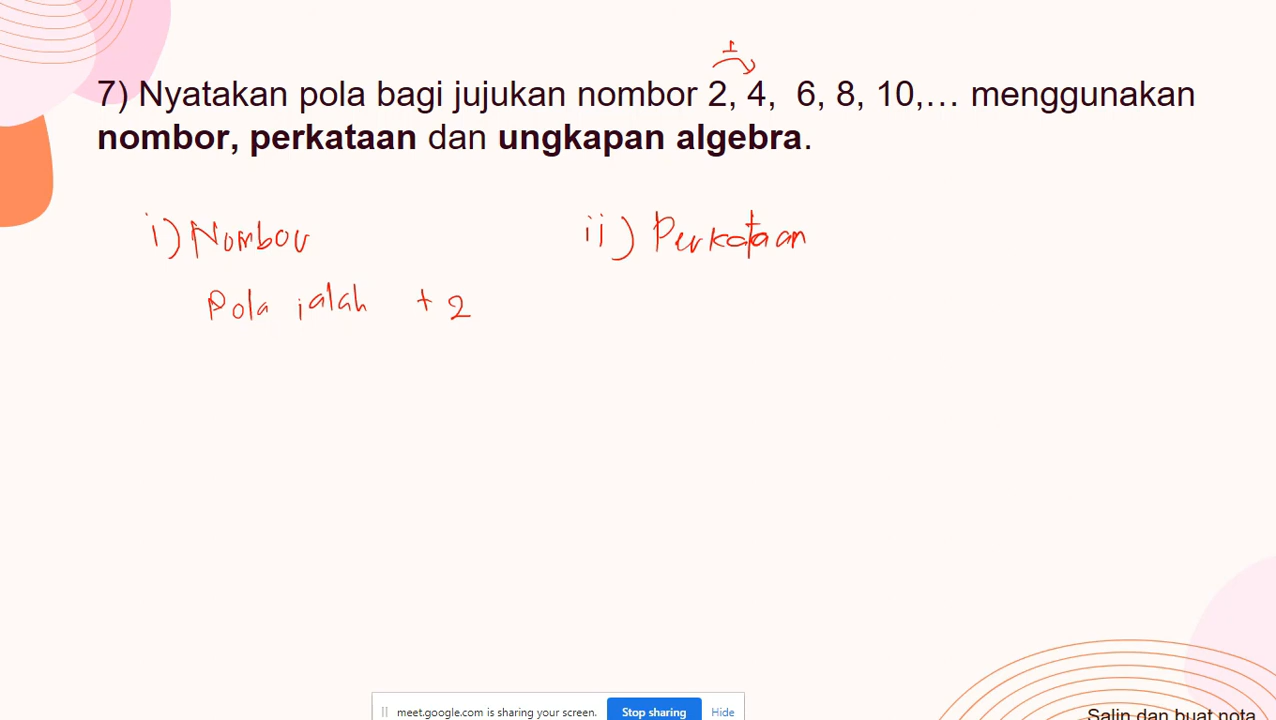 7) Nyatakan pola bagi jujukan nombor 2, 4, 6, 8, 10,… menggunakan
nombor, perkataan dan ungkapan algebra.
i) Nombor
ii) Perkataan
Pola ialah +2
meet.google.com is sharing your screen.
Stop sharing
Hide
Salin dan buat nota